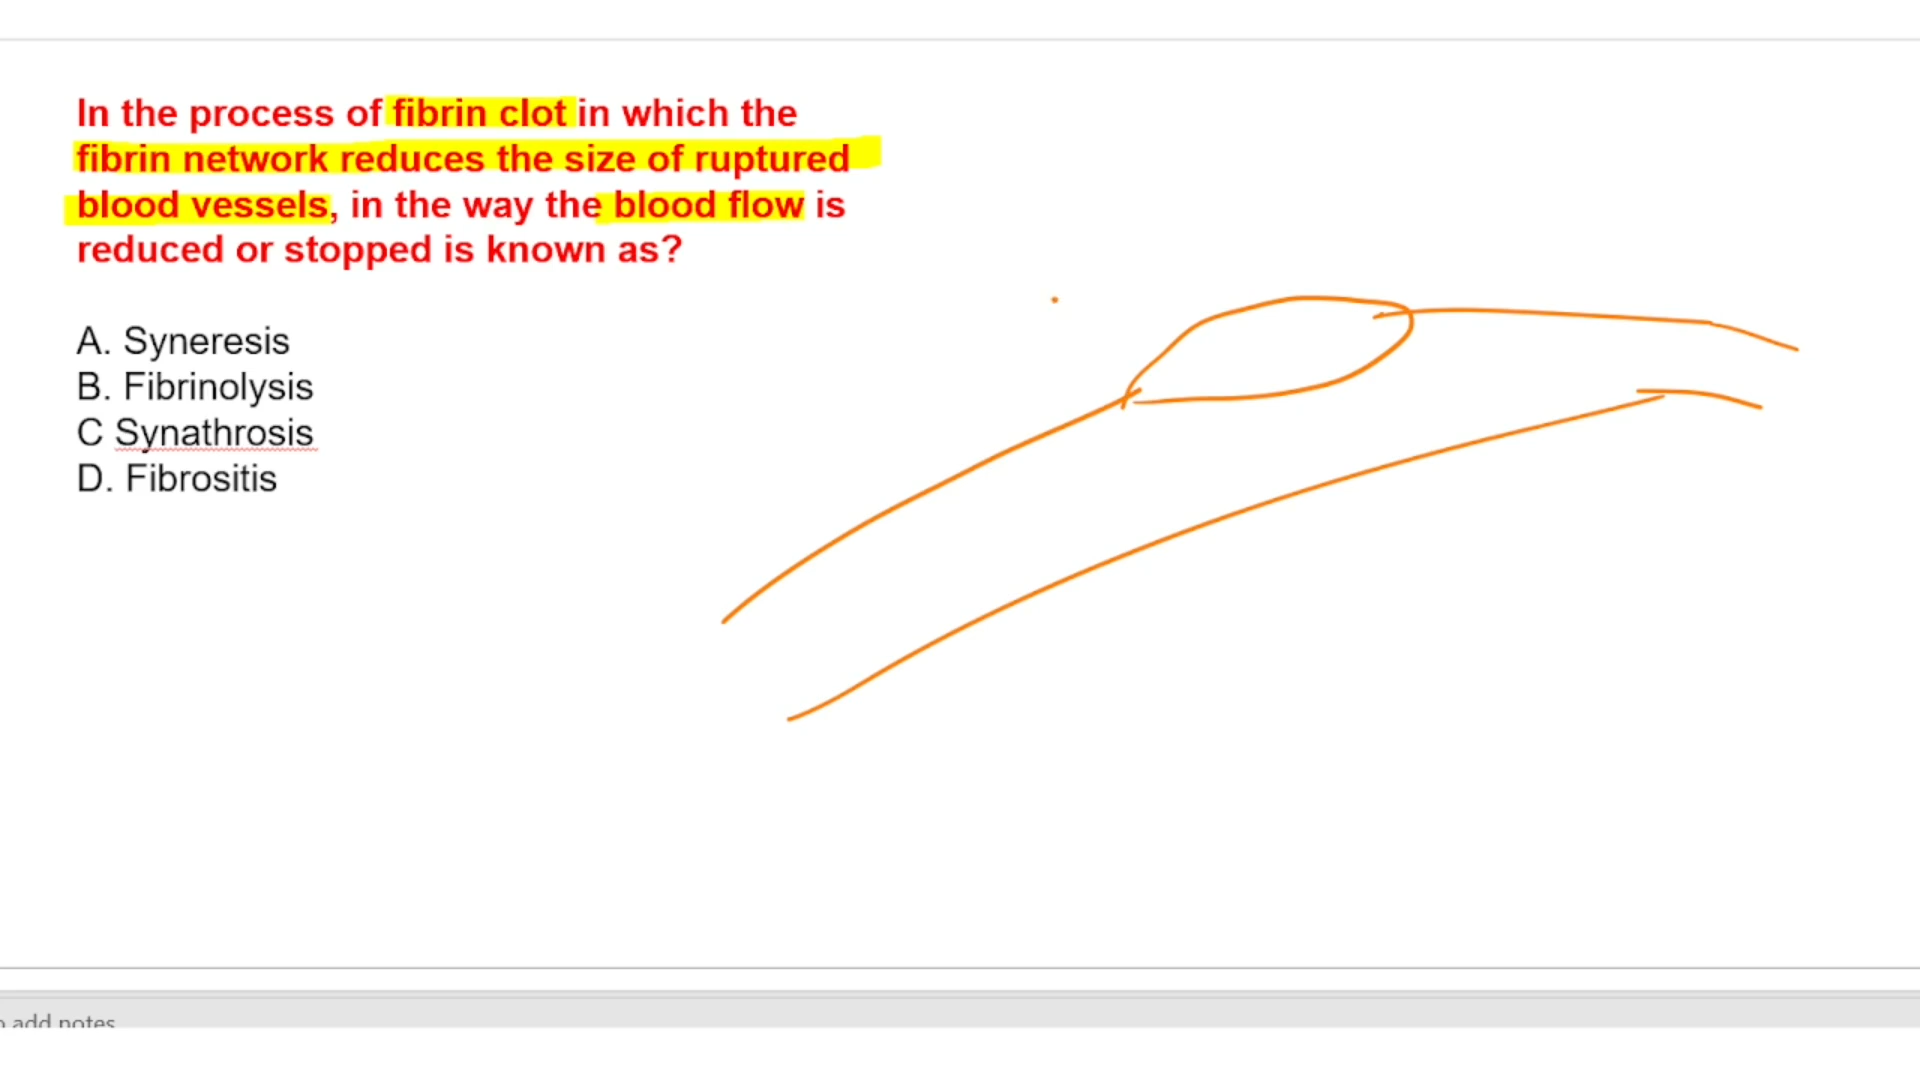 In the process of fibrin clot in which the
fibrin network reduces the size of ruptured
blood vessels, in the way the blood flow is
reduced or stopped is known as?
A. Syneresis
B. Fibrinolysis
C Synathrosis
D. Fibrositis
add notes